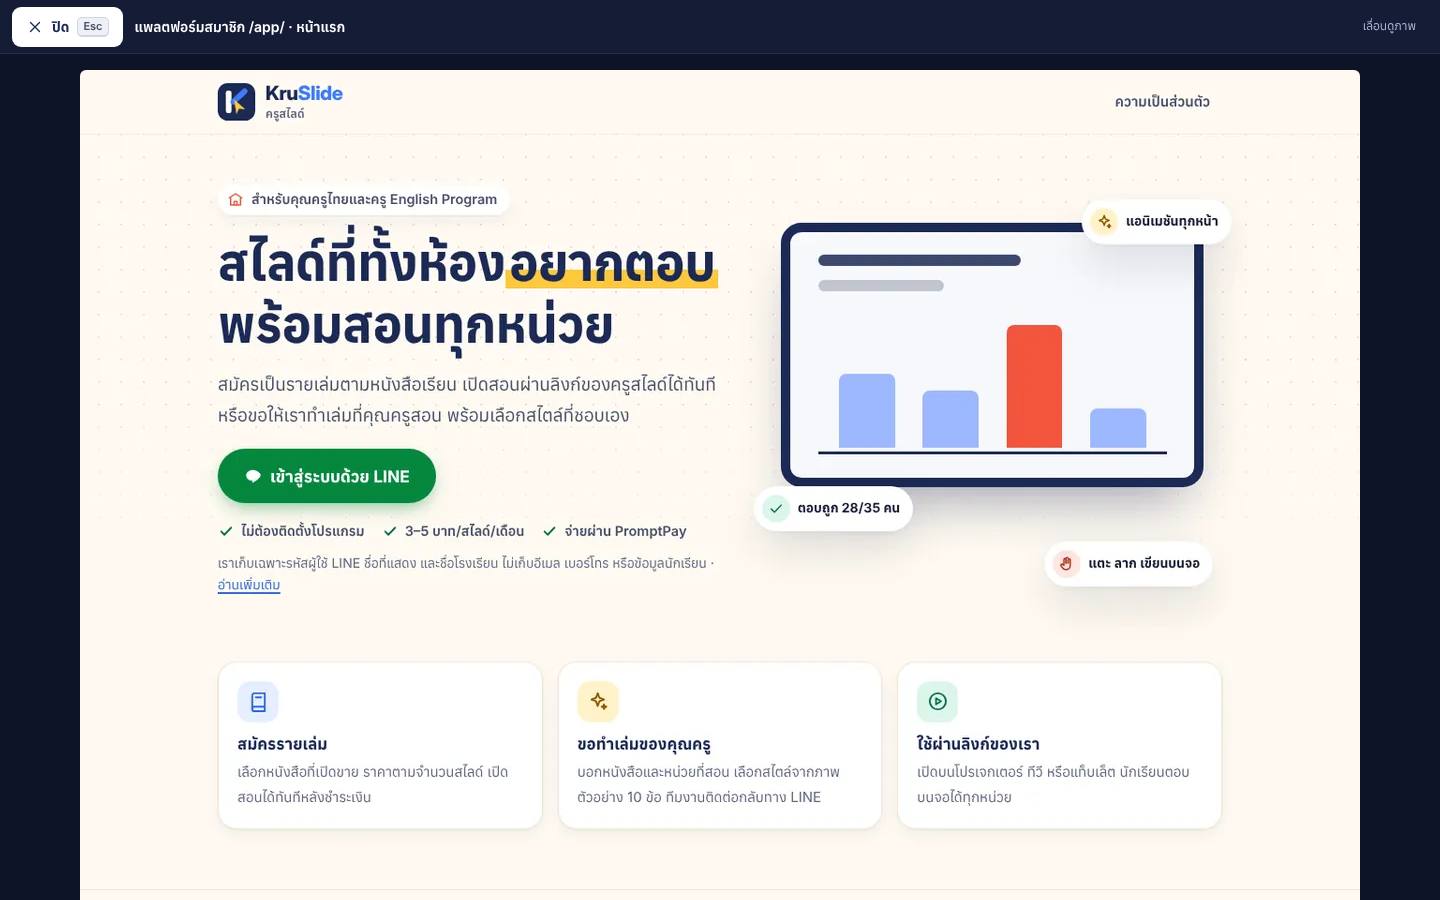 ปิด Esc
แพลตฟอร์มสมาชิก /app/ · หน้าแรก
เลื่อนดูภาพ
KruSlide
ครูสไลด์
ความเป็นส่วนตัว
สำหรับคุณครูไทยและครู English Program
สไลด์ที่ทั้งห้องอยากตอบ
พร้อมสอนทุกหน่วย
สมัครเป็นรายเล่มตามหนังสือเรียน เปิดสอนผ่านลิงก์ของครูสไลด์ได้ทันที
หรือขอให้เราทำเล่มที่คุณครูสอน พร้อมเลือกสไตล์ที่ชอบเอง
เข้าสู่ระบบด้วย LINE
ไม่ต้องติดตั้งโปรแกรม
3–5 บาท/สไลด์/เดือน
จ่ายผ่าน PromptPay
เราเก็บเฉพาะรหัสผู้ใช้ LINE ชื่อที่แสดง และชื่อโรงเรียน ไม่เก็บอีเมล เบอร์โทร หรือข้อมูลนักเรียน ·
อ่านเพิ่มเติม
แอนิเมชันทุกหน้า
ตอบถูก 28/35 คน
แตะ ลาก เขียนบนจอ
สมัครรายเล่ม
เลือกหนังสือที่เปิดขาย ราคาตามจำนวนสไลด์ เปิด
สอนได้ทันทีหลังชำระเงิน
ขอทำเล่มของคุณครู
บอกหนังสือและหน่วยที่สอน เลือกสไตล์จากภาพ
ตัวอย่าง 10 ข้อ ทีมงานติดต่อกลับทาง LINE
ใช้ผ่านลิงก์ของเรา
เปิดบนโปรเจกเตอร์ ทีวี หรือแท็บเล็ต นักเรียนตอบ
บนจอได้ทุกหน่วย